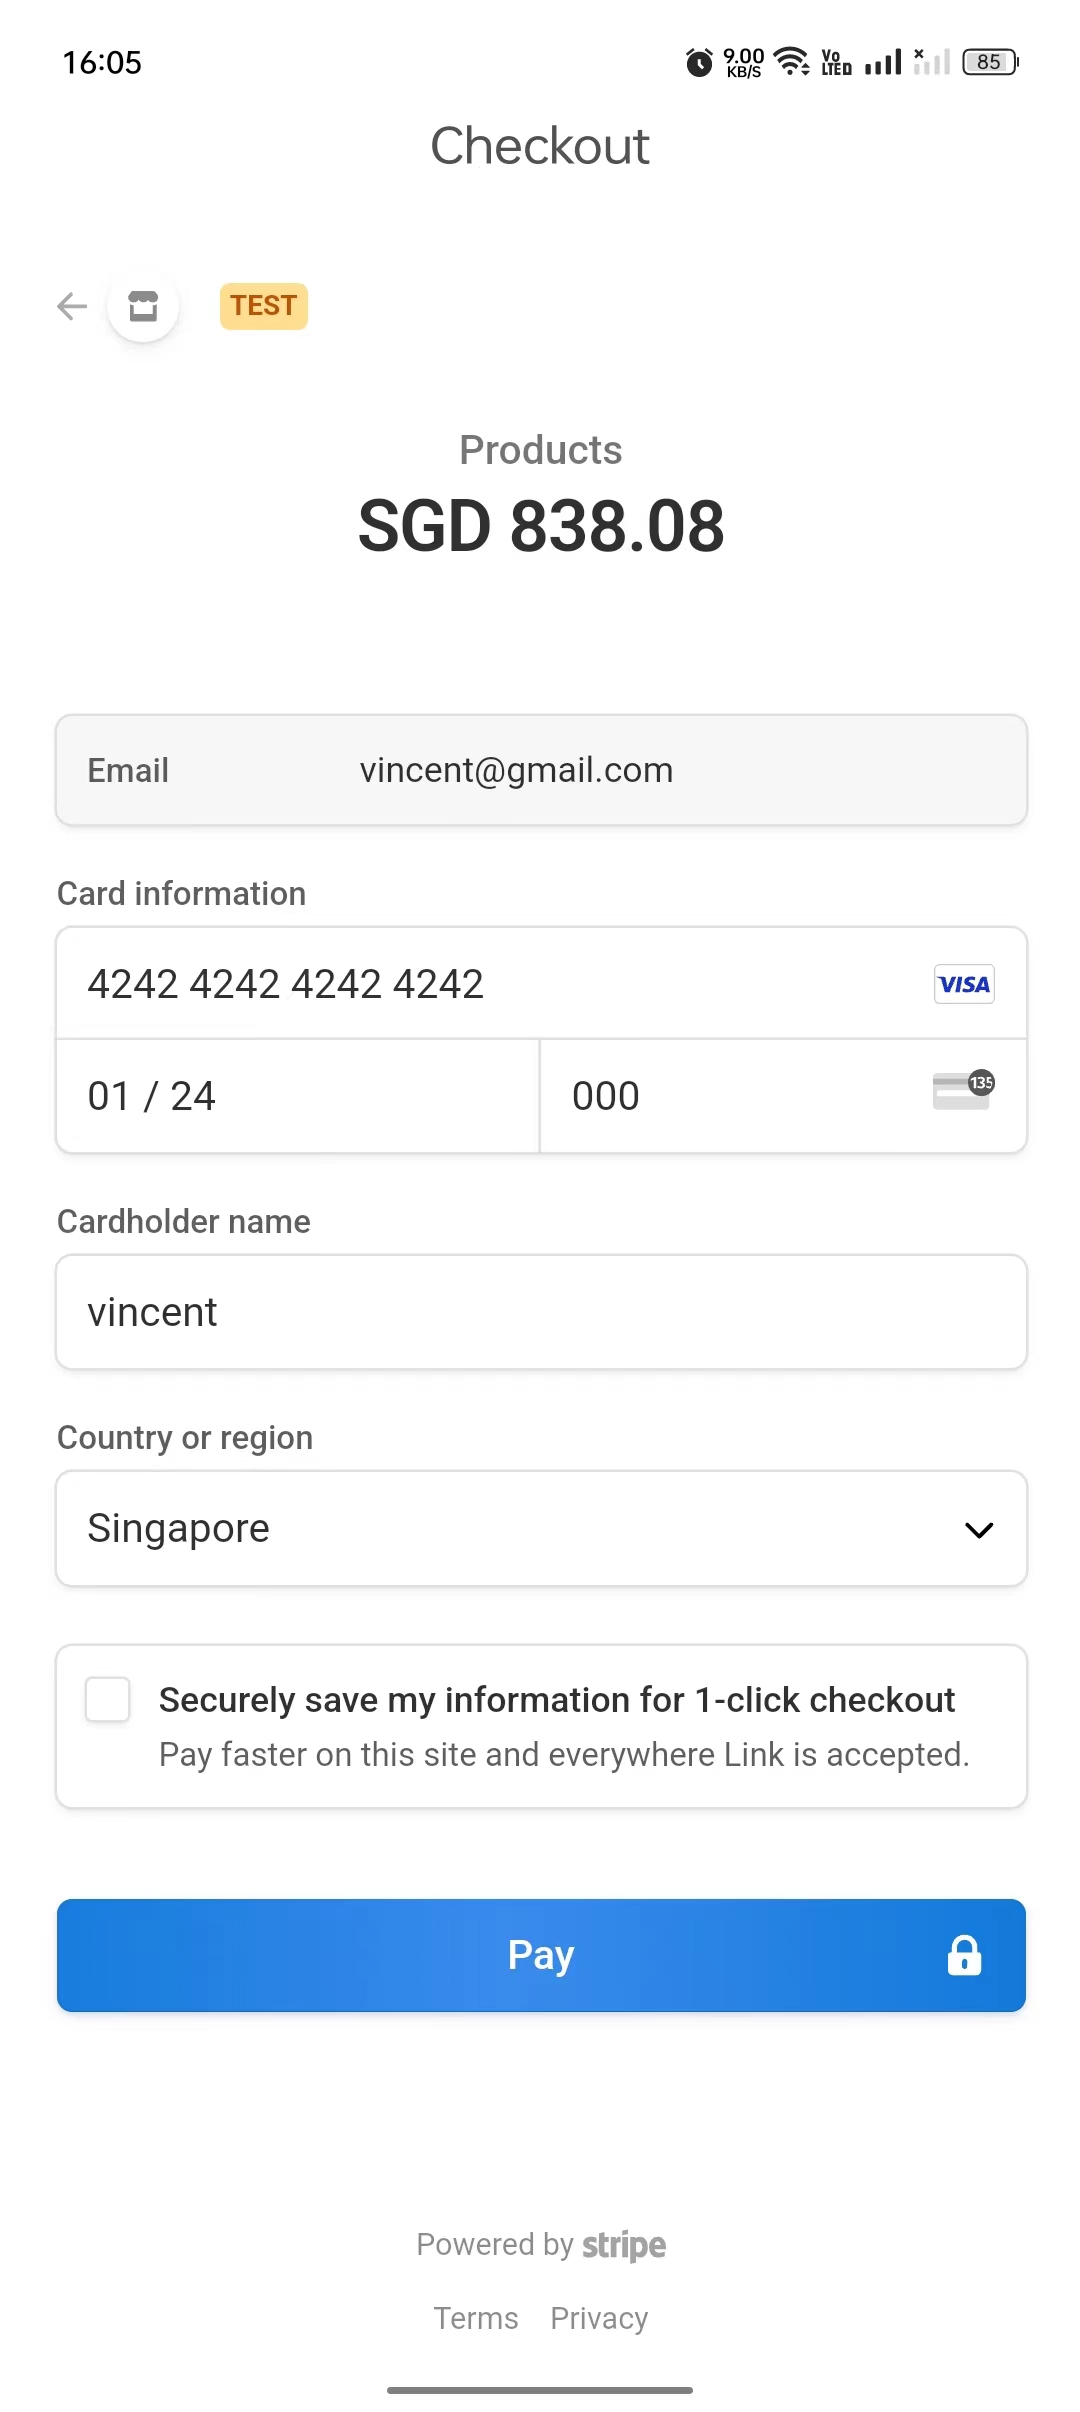 16:05
9.00 KB/S
Vo LTE
85
Checkout
TEST
Products
SGD 838.08
Email vincent@gmail.com
Card information
4242 4242 4242 4242 VISA
01 / 24 000 135
Cardholder name
vincent
Country or region
Singapore
Securely save my information for 1-click checkout
Pay faster on this site and everywhere Link is accepted.
Pay
Powered by stripe
Terms Privacy